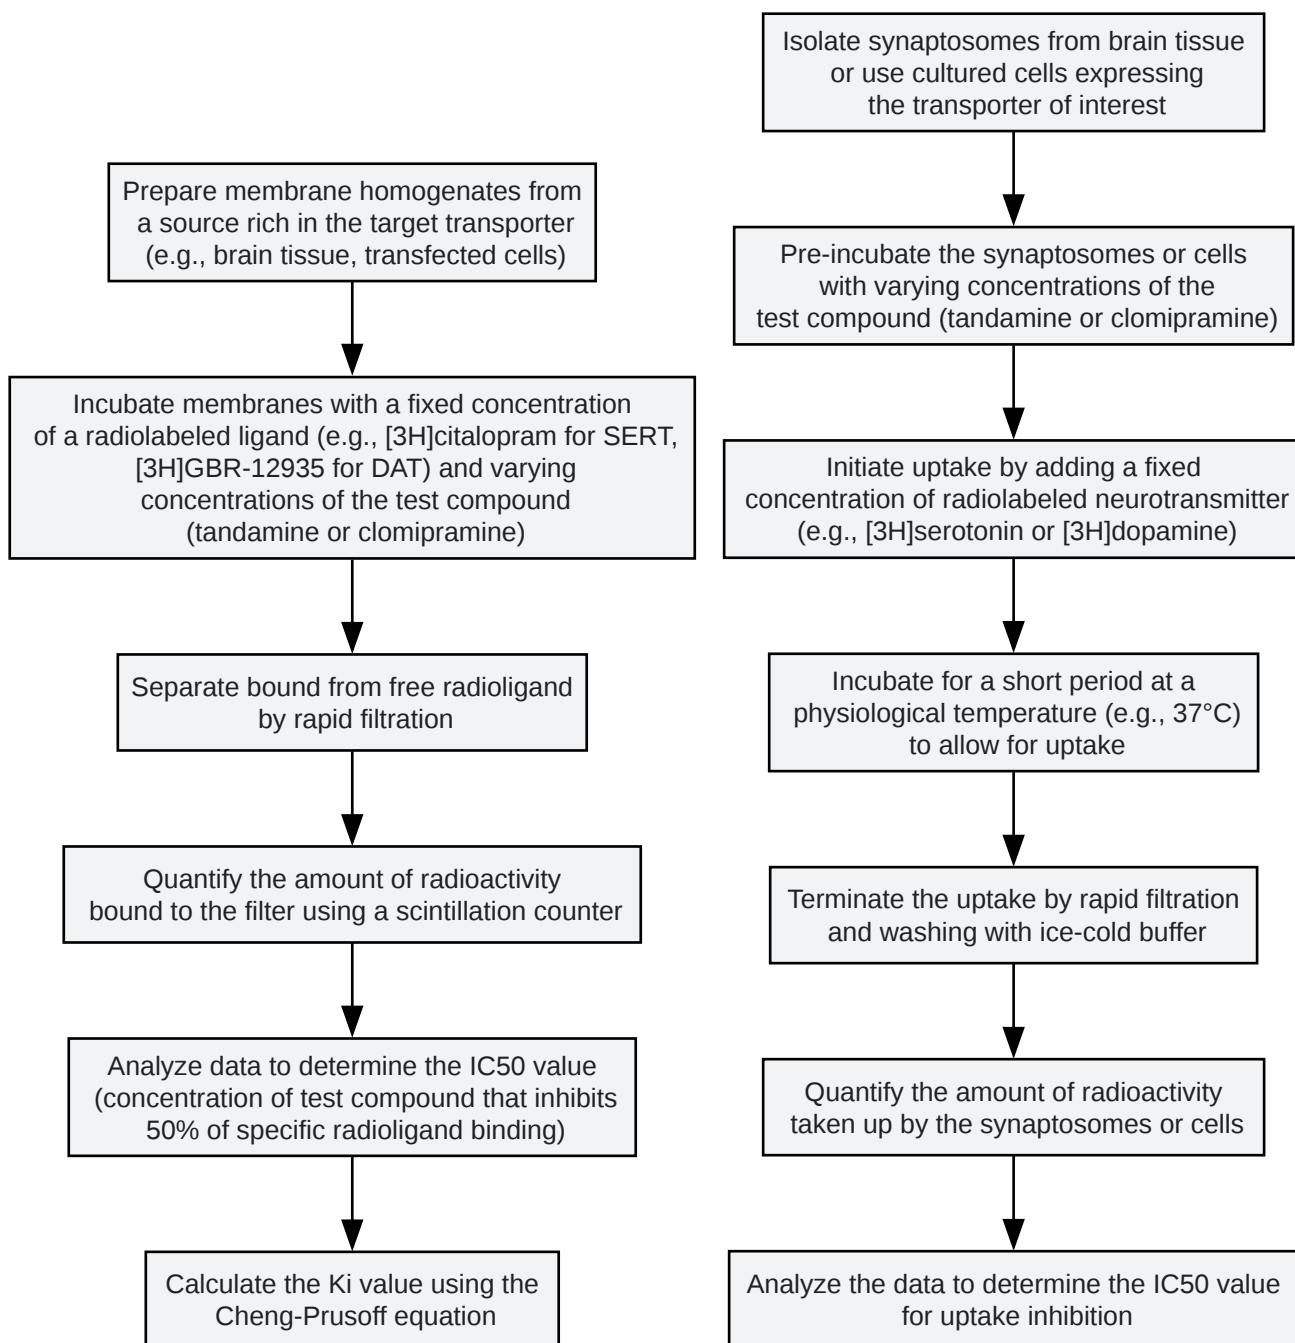 Prepare membrane homogenates from
a source rich in the target transporter
(e.g., brain tissue, transfected cells)
Incubate membranes with a fixed concentration
of a radiolabeled ligand (e.g., [3H]citalopram for SERT,
[3H]GBR-12935 for DAT) and varying
concentrations of the test compound
(tandamine or clomipramine)
Separate bound from free radioligand
by rapid filtration
Quantify the amount of radioactivity
bound to the filter using a scintillation counter
Analyze data to determine the IC50 value
(concentration of test compound that inhibits
50% of specific radioligand binding)
Calculate the Ki value using the
Cheng-Prusoff equation
Isolate synaptosomes from brain tissue
or use cultured cells expressing
the transporter of interest
Pre-incubate the synaptosomes or cells
with varying concentrations of the
test compound (tandamine or clomipramine)
Initiate uptake by adding a fixed
concentration of radiolabeled neurotransmitter
(e.g., [3H]serotonin or [3H]dopamine)
Incubate for a short period at a
physiological temperature (e.g., 37°C)
to allow for uptake
Terminate the uptake by rapid filtration
and washing with ice-cold buffer
Quantify the amount of radioactivity
taken up by the synaptosomes or cells
Analyze the data to determine the IC50 value
for uptake inhibition